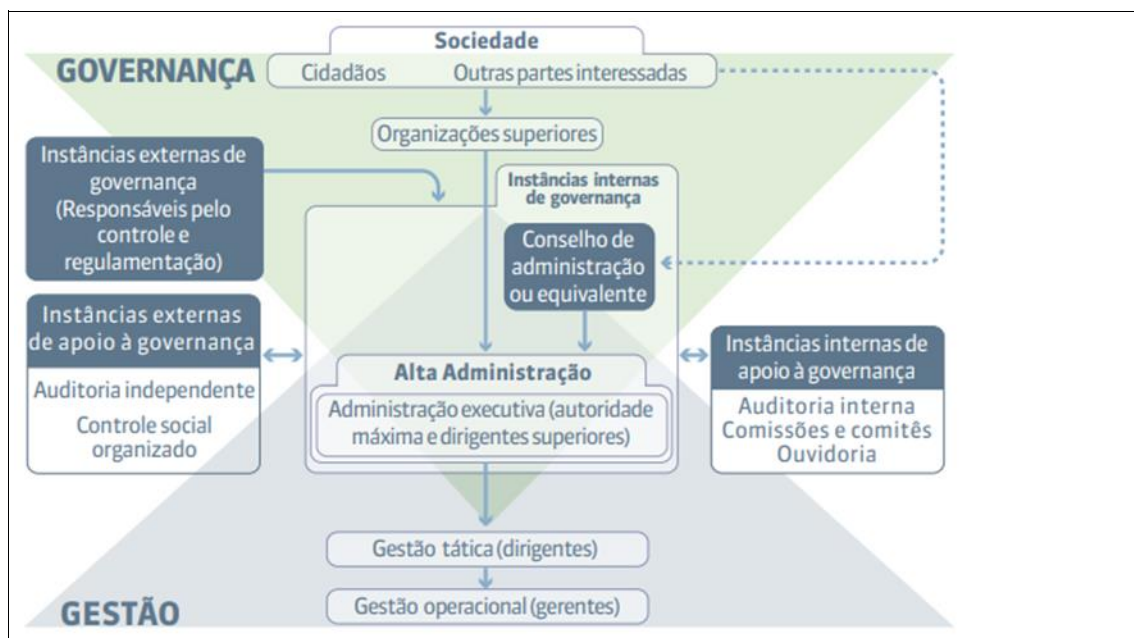 Sociedade
GOVERNANÇA
Cidadãos
Outras partes interessadas
Organizações superiores
Instâncias externas de
governança
(Responsáveis pelo
controle e
regulamentação)
Instâncias internas
de governança
Conselho de
administração
ou equivalente
Instâncias externas
de apoio à governança
Auditoria independente
Controle social
organizado
Alta Administração
Administração executiva (autoridade
máxima e dirigentes superiores)
Instâncias internas de
apoio à governança
Auditoria interna
Comissões e comitês
Ouvidoria
Gestão tática (dirigentes)
Gestão operacional (gerentes)
GESTÃO